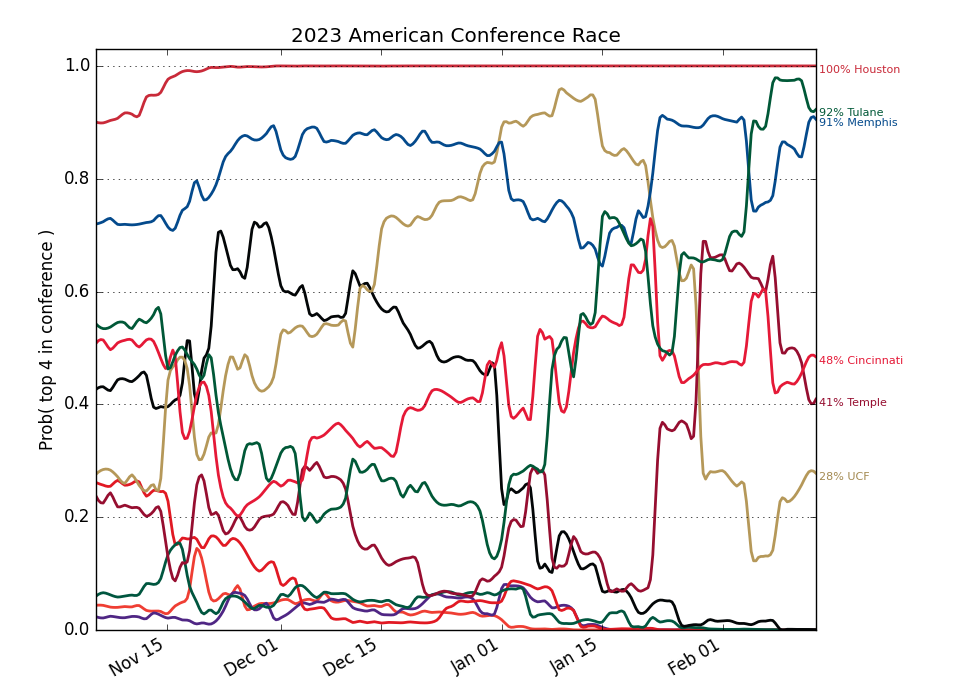 2023 American Conference Race
Prob( top 4 in conference )
1.0
0.8
0.6
0.4
0.2
0.0
100% Houston
92% Tulane
91% Memphis
48% Cincinnati
41% Temple
28% UCF
Nov 15
Dec 01
Dec 15
Jan 01
Jan 15
Feb 01